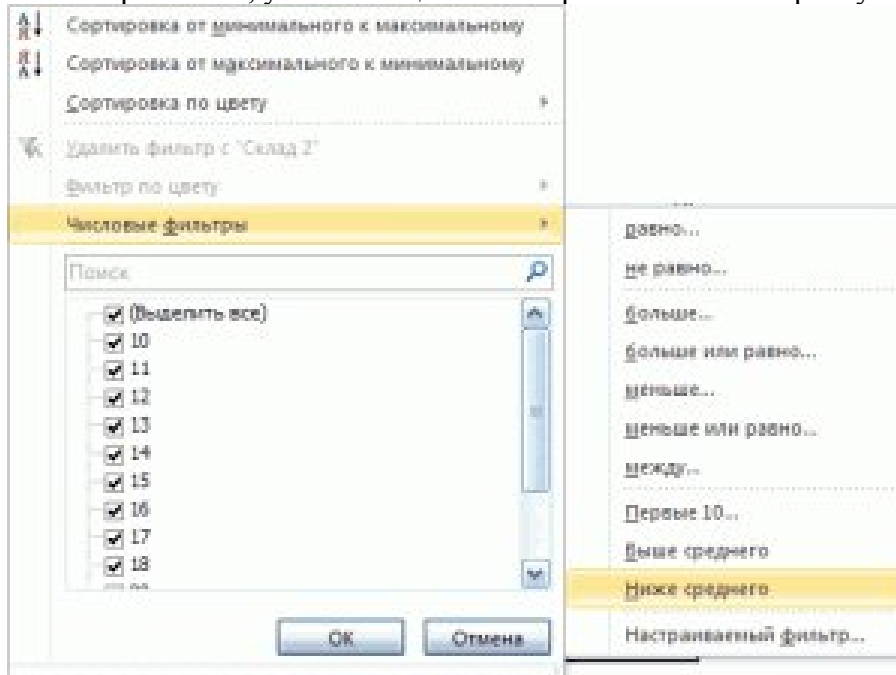 Сортировка от минимального к максимальному
Сортировка от максимального к минимальному
Сортировка по цвету
Удалить фильтр с "Склад 2"
Фильтр по цвету
Числовые фильтры
Поиск
(Выделить все)
10
11
12
13
14
15
16
17
18
ОК
Отмена
равно...
не равно...
больше...
больше или равно...
меньше...
меньше или равно...
между...
Первые 10...
Выше среднего
Ниже среднего
Настраиваемый фильтр...